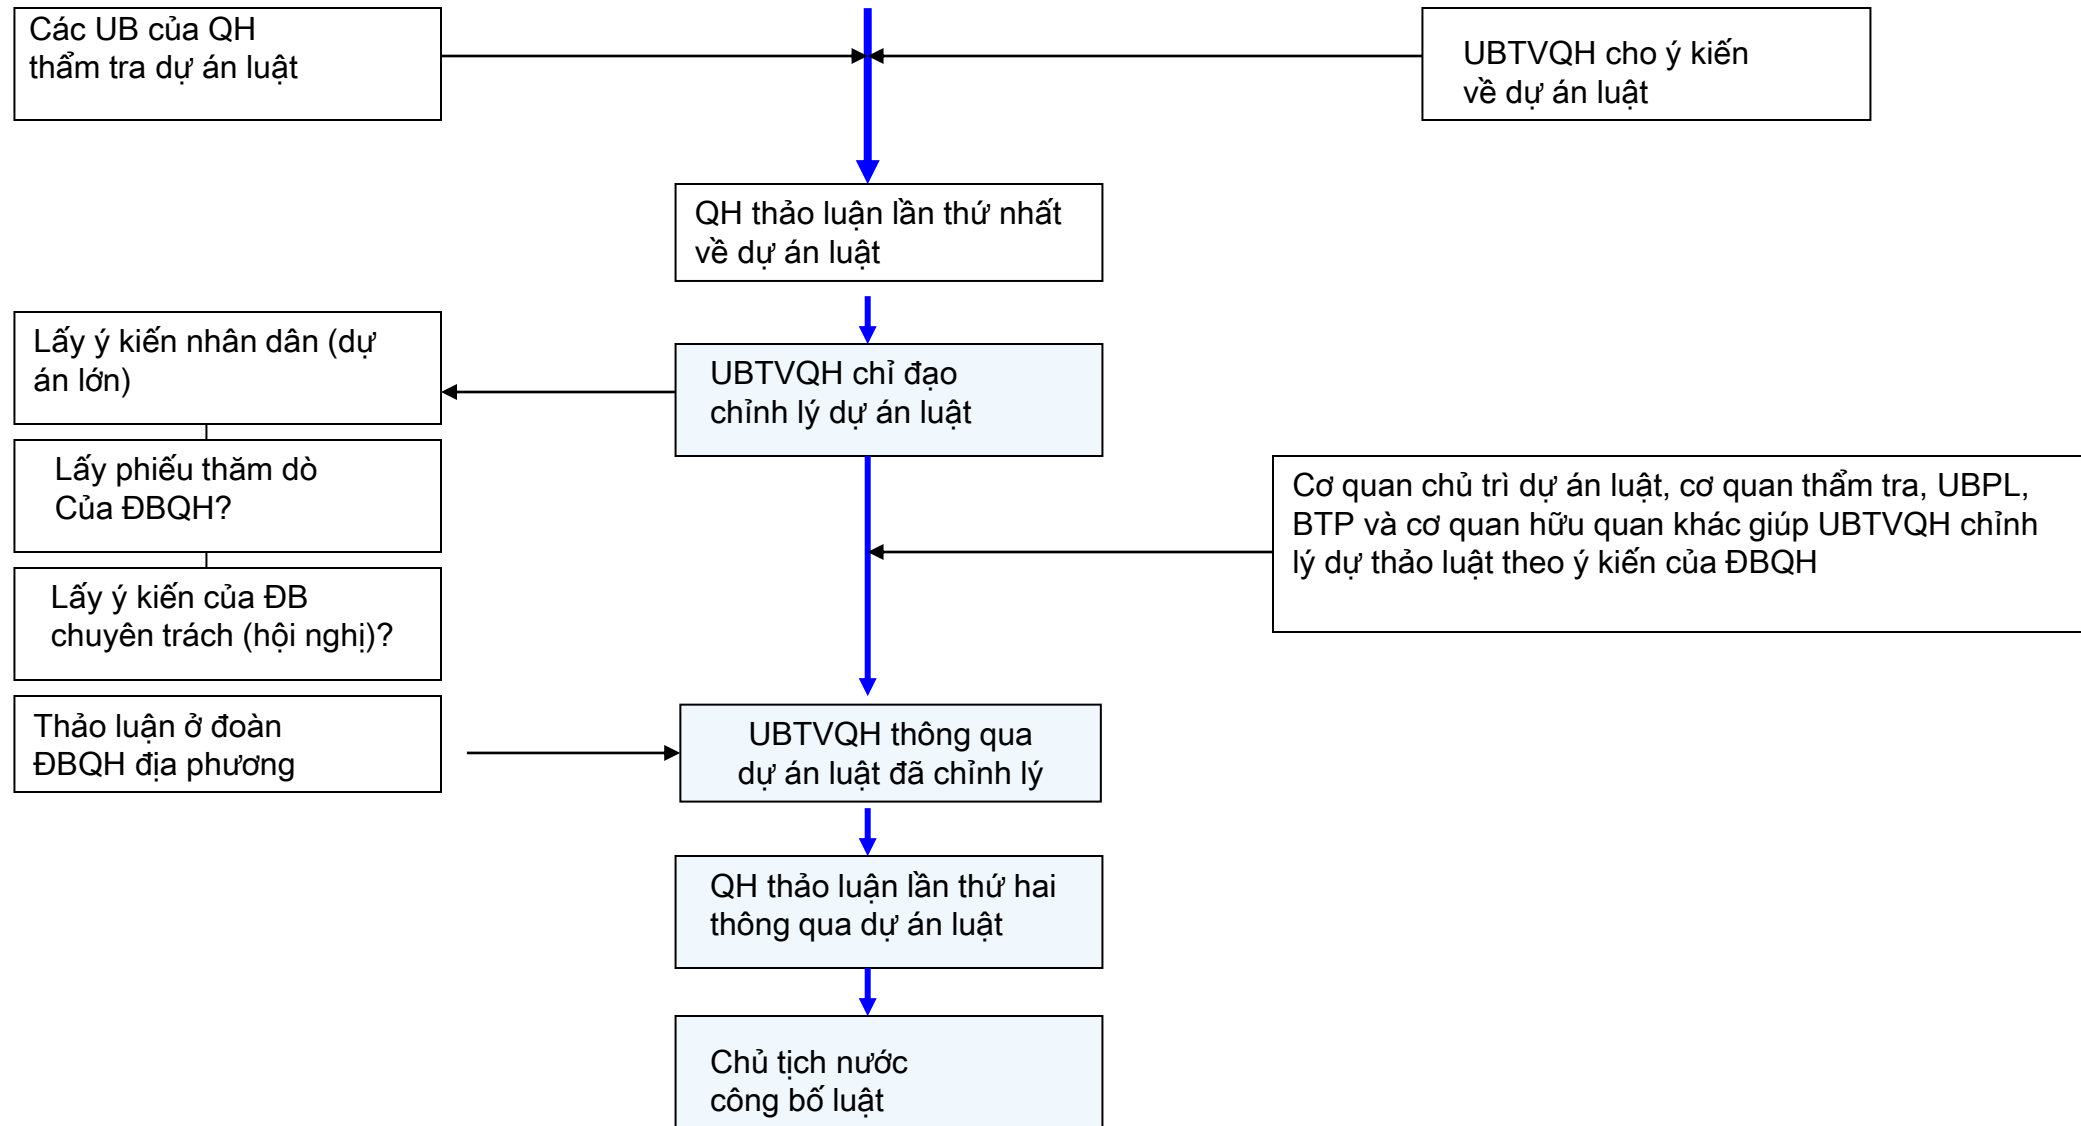 Các UB của QH
thẩm tra dự án luật
UBTVQH cho ý kiến
về dự án luật
QH thảo luận lần thứ nhất
về dự án luật
Lấy ý kiến nhân dân (dự
án lớn)
UBTVQH chỉ đạo
chỉnh lý dự án luật
Lấy phiếu thăm dò
Của ĐBQH?
Cơ quan chủ trì dự án luật, cơ quan thẩm tra, UBPL,
BTP và cơ quan hữu quan khác giúp UBTVQH chỉnh
lý dự thảo luật theo ý kiến của ĐBQH
Lấy ý kiến của ĐB
chuyên trách (hội nghị)?
Thảo luận ở đoàn
ĐBQH địa phương
UBTVQH thông qua
dự án luật đã chỉnh lý
QH thảo luận lần thứ hai
thông qua dự án luật
Chủ tịch nước
công bố luật